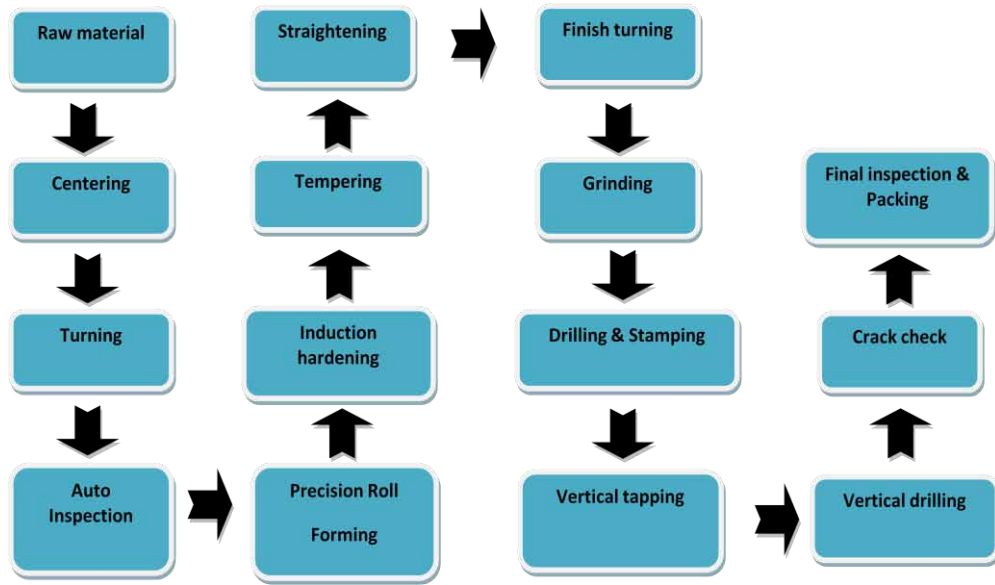 Raw material
Centering
Turning
Auto
Inspection
Precision Roll
Forming
Induction
hardening
Tempering
Straightening
Finish turning
Grinding
Drilling & Stamping
Vertical tapping
Vertical drilling
Crack check
Final inspection &
Packing